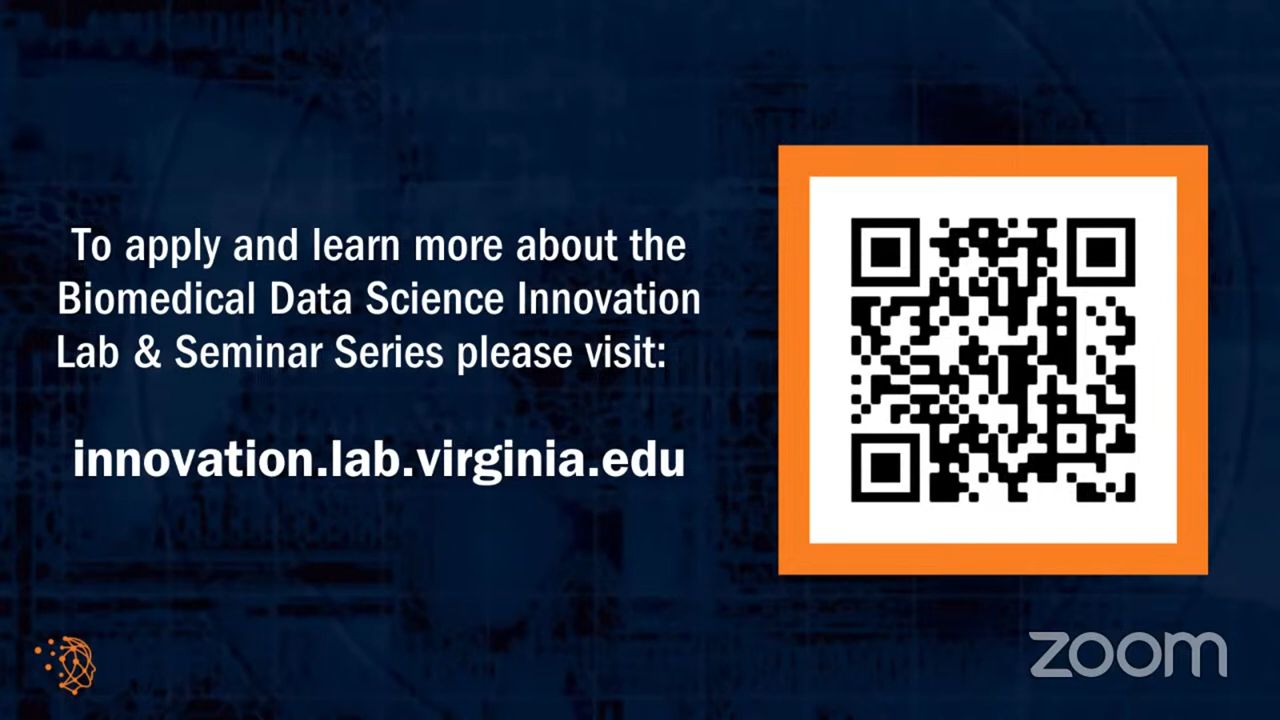 To apply and learn more about the
Biomedical Data Science Innovation
Lab & Seminar Series please visit:
innovation.lab.virginia.edu
zoom